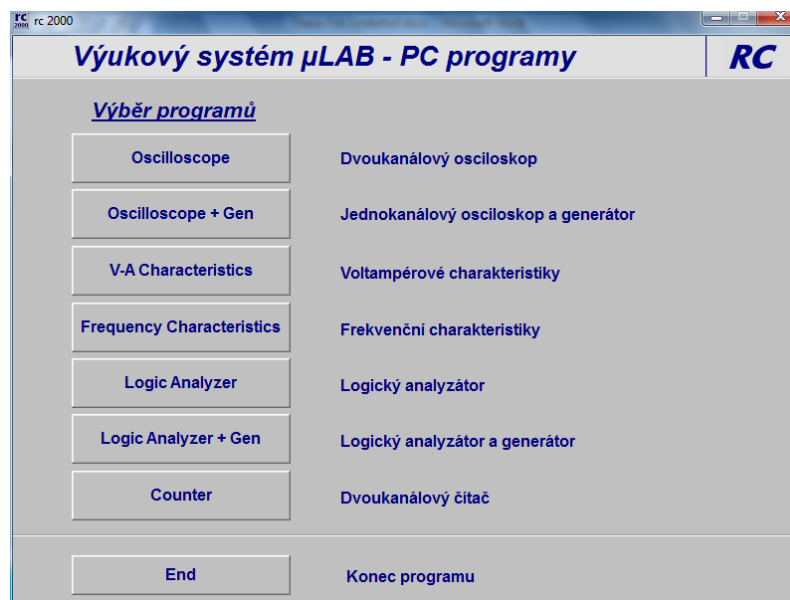 rc 2000
rc 2000
Výukový systém µLAB - PC programy
RC
Výběr programů
Oscilloscope Dvoukanálový osciloskop
Oscilloscope + Gen Jednokanálový osciloskop a generátor
V-A Characteristics Voltampérové charakteristiky
Frequency Characteristics Frekvenční charakteristiky
Logic Analyzer Logický analyzátor
Logic Analyzer + Gen Logický analyzátor a generátor
Counter Dvoukanálový čítač
End Konec programu